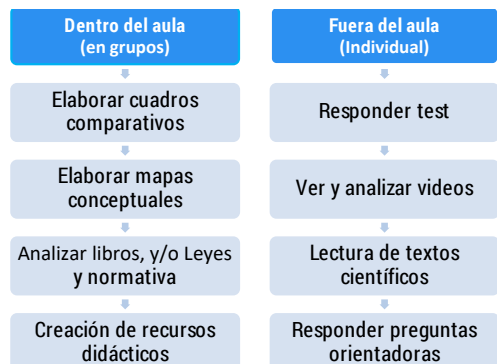 Dentro del aula
(en grupos)
Elaborar cuadros
comparativos
Elaborar mapas
conceptuales
Analizar libros, y/o Leyes
y normativa
Creación de recursos
didácticos
Fuera del aula
(Individual)
Responder test
Ver y analizar videos
Lectura de textos
científicos
Responder preguntas
orientadoras